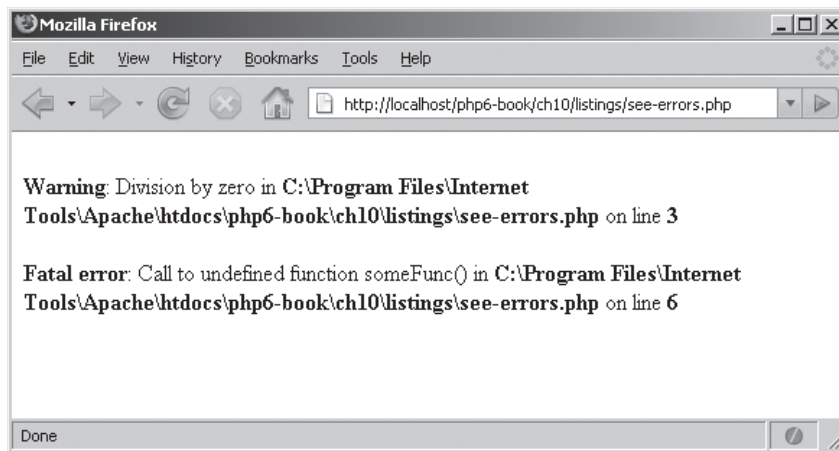 Mozilla Firefox
File Edit View History Bookmarks Tools Help
http://localhost/php6-book/ch10/listings/see-errors.php
Warning: Division by zero in C:\Program Files\Internet
Tools\Apache\htdocs\php6-book\ch10\listings\see-errors.php on line 3
Fatal error: Call to undefined function someFunc() in C:\Program Files\Internet
Tools\Apache\htdocs\php6-book\ch10\listings\see-errors.php on line 6
Done